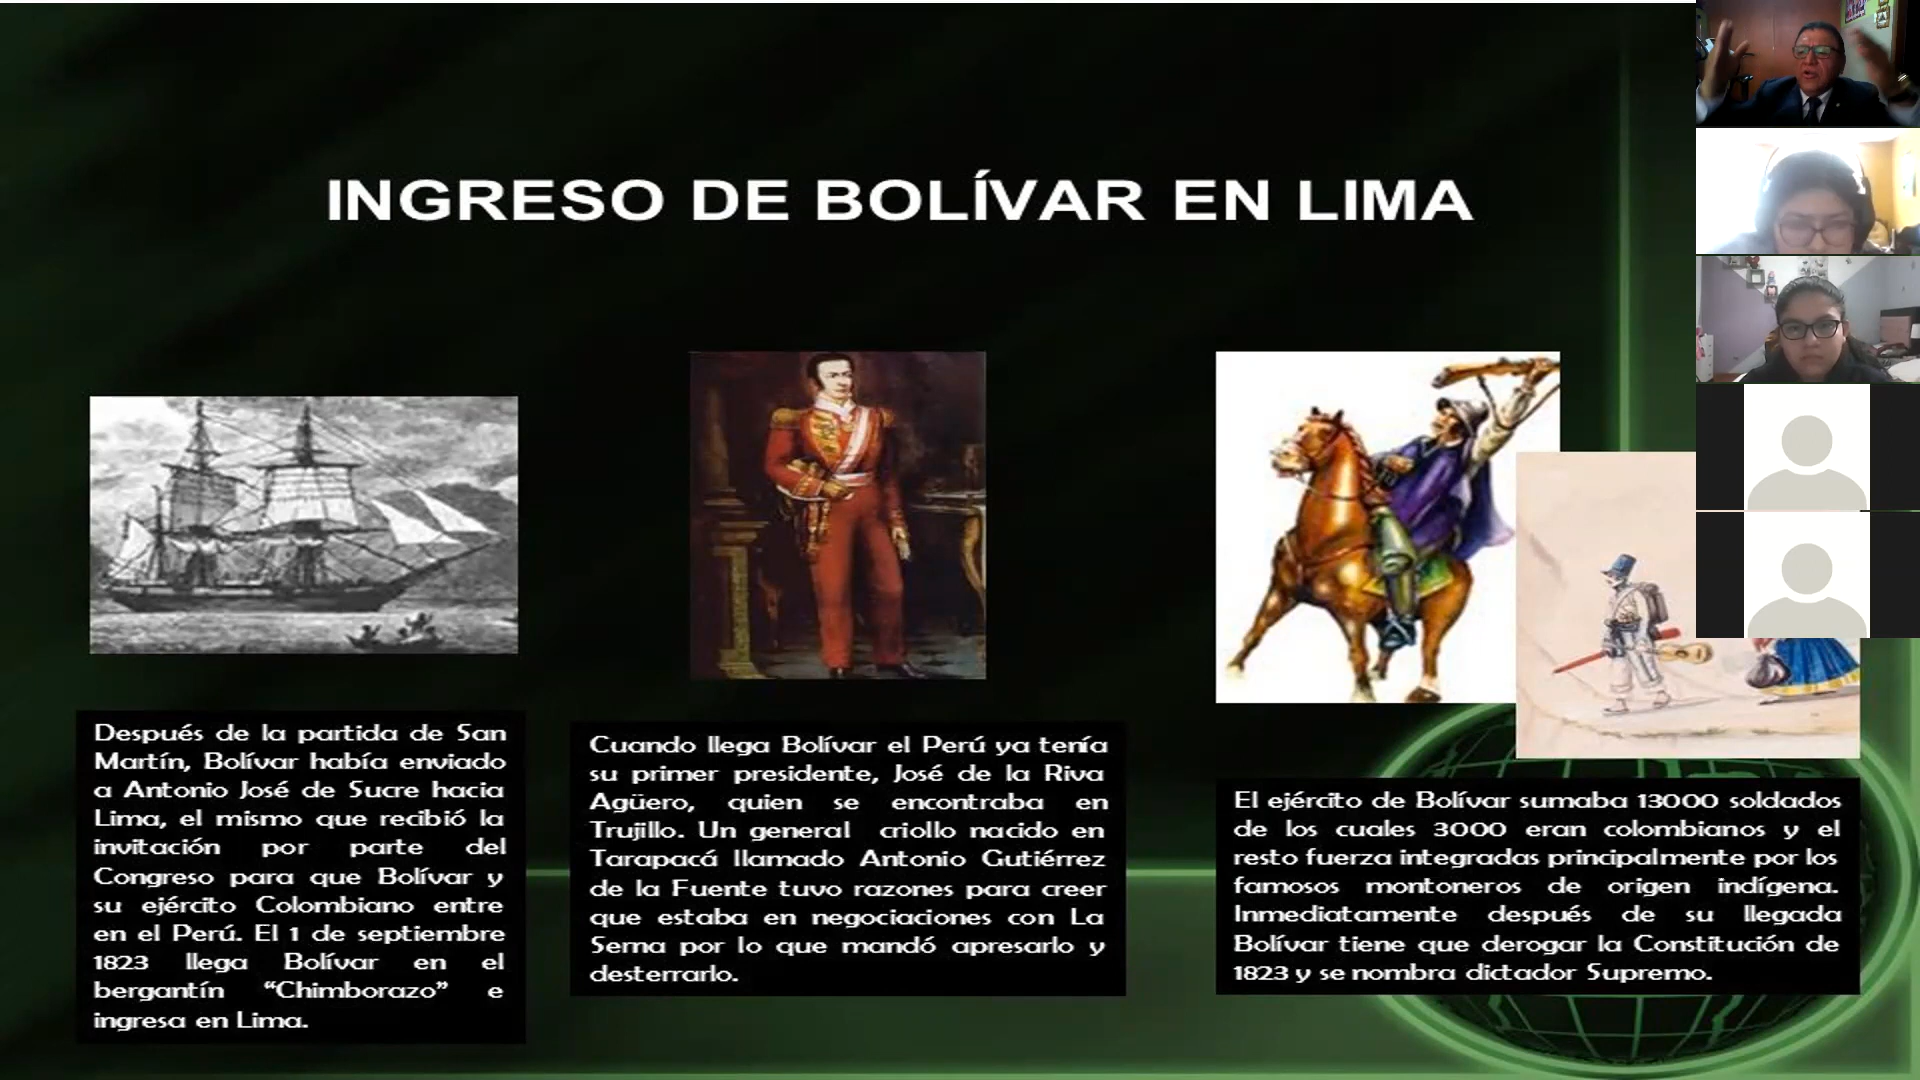 INGRESO DE BOLÍVAR EN LIMA
Después de la partida de San
Martín, Bolívar había enviado
a Antonio José de Sucre hacia
Lima, el mismo que recibió la
invitación por parte del
Congreso para que Bolívar y
su ejército Colombiano entre
en el Perú. El 1 de septiembre
1823 llega Bolívar en el
bergantín “Chimborazo” e
ingresa en Lima.
Cuando llega Bolívar el Perú ya tenía
su primer presidente, José de la Riva
Agüero, quien se encontraba en
Trujillo. Un general criollo nacido en
Tarapacá llamado Antonio Gutiérrez
de la Fuente tuvo razones para creer
que estaba en negociaciones con La
Serna por lo que mandó apresarlo y
desterrarlo.
El ejército de Bolívar sumaba 13000 soldados
de los cuales 3000 eran colombianos y el
resto fuerza integradas principalmente por los
famosos montoneros de origen indígena.
Inmediatamente después de su llegada
Bolívar tiene que derogar la Constitución de
1823 y se nombra dictador Supremo.